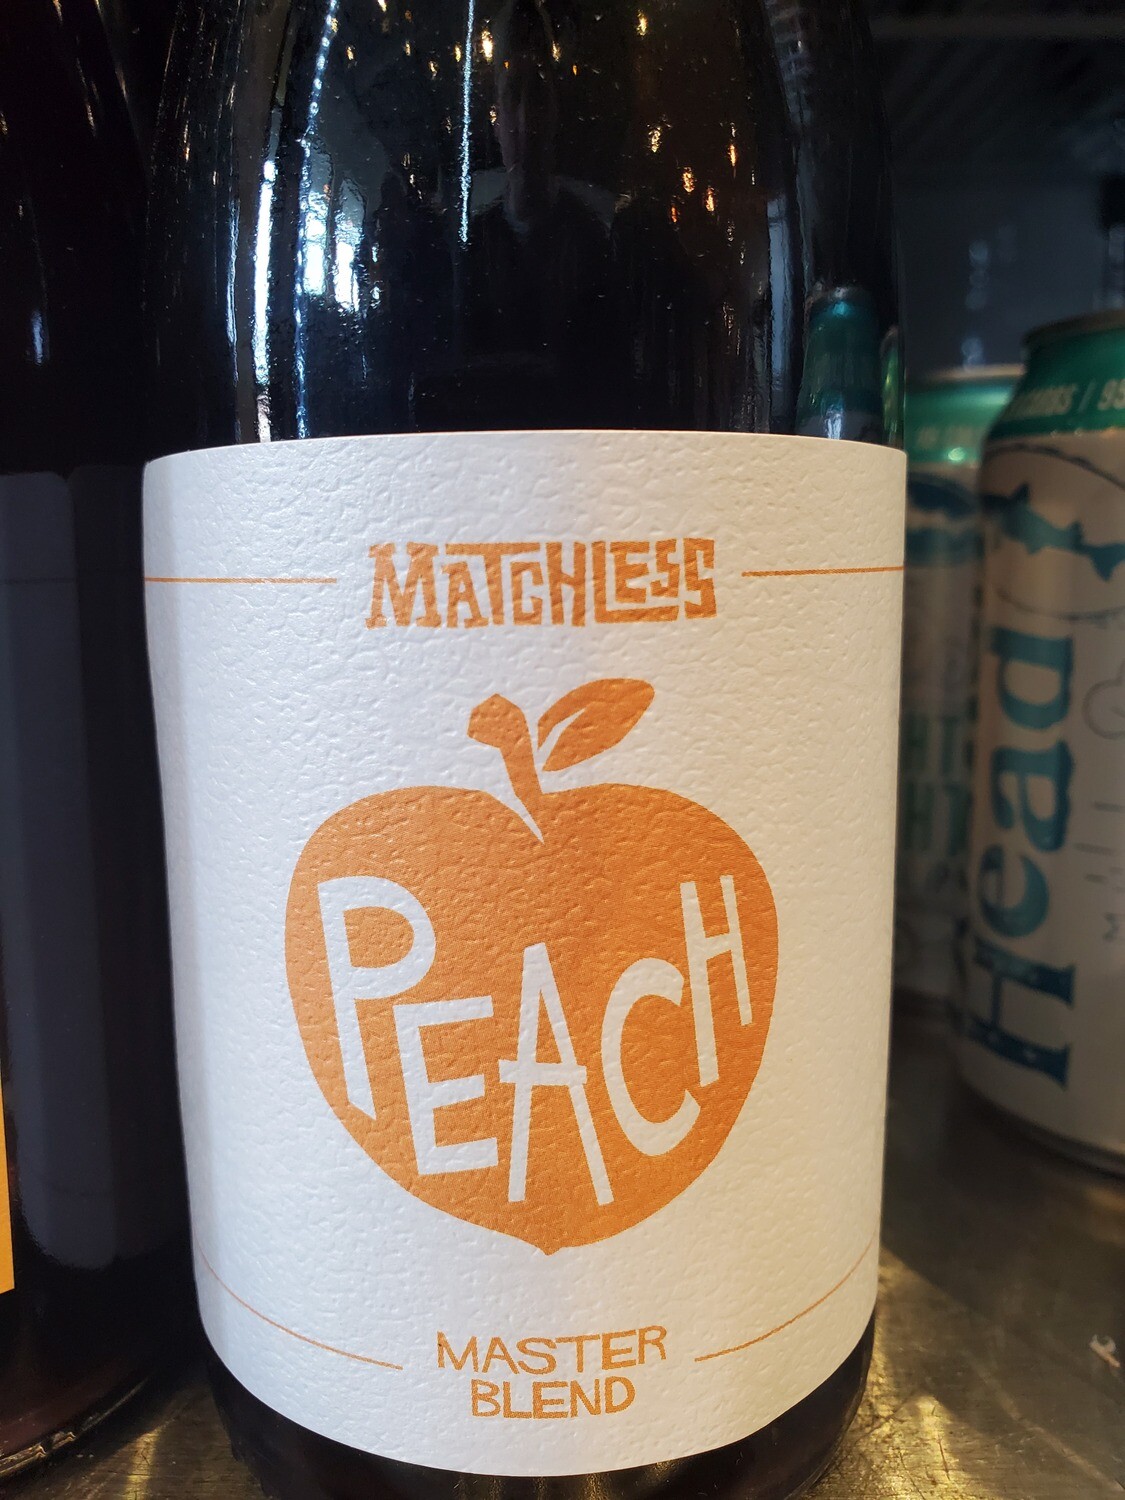 MATCHLESS
PEACH
MASTER
BLEND
Head